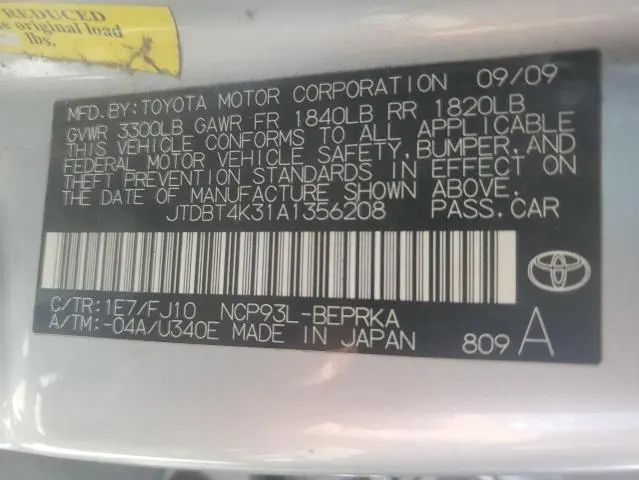 REDUCED
e original load
lbs.
MFD. BY: TOYOTA MOTOR CORPORATION 09/09
GVWR 3300LB GAWR FR 1840LB RR 1820LB
THIS VEHICLE CONFORMS TO ALL APPLICABLE
FEDERAL MOTOR VEHICLE SAFETY, BUMPER, AND
THEFT PREVENTION STANDARDS IN EFFECT ON
THE DATE OF MANUFACTURE SHOWN ABOVE.
JTDBT4K31A1356208 PASS. CAR
C/TR: 1E7/FJ10 NCP93L-BEPRKA
A/TM: -04A/U340E MADE IN JAPAN 809 A